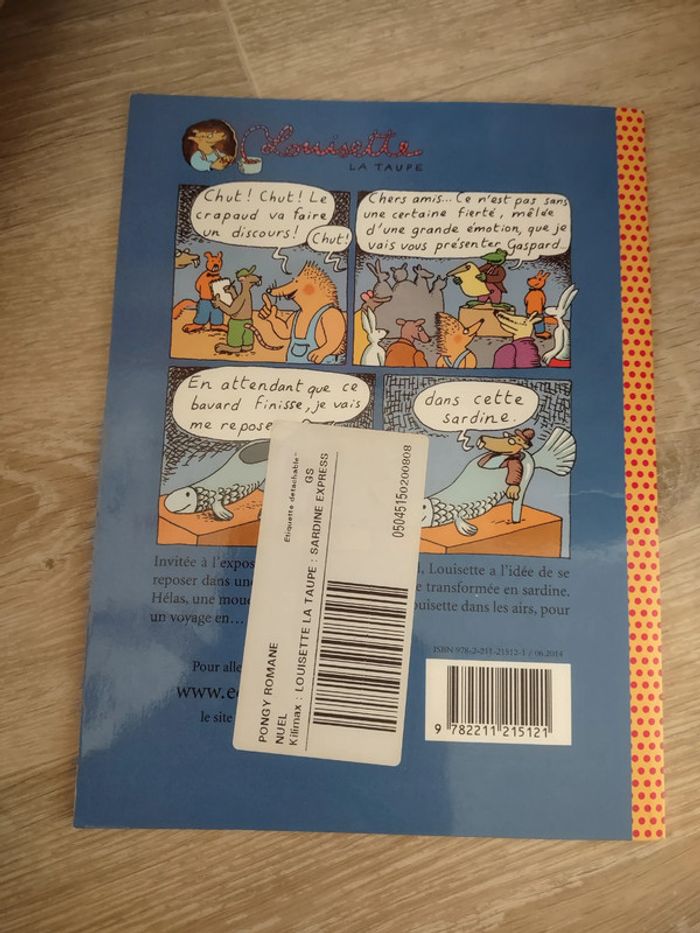 Louisette
LA TAUPE
Chut! Chut! Le
crapaud va faire
un discours!
Chut!
Chers amis... Ce n'est pas sans
une certaine fierté, mêlée
d'une grande émotion, que je
vais vous présenter Gaspard...
En attendant que ce
bavard finisse, je vais
me repose
dans cette
sardine.
Invitée à l'expos
, Louisette a l'idée de se
reposer dans une
transformée en sardine.
Hélas, une moue
ouisette dans les airs, pour
un voyage en...
Pour alle
www.e
le site
Etiquette detachable
GS
05045150200808
PONGY ROMANE
NUEL
Kilimax : LOUISETTE LA TAUPE : SARDINE EXPRESS
ISBN 978-2-211-21512-1 / 06.2014
9 782211 215121